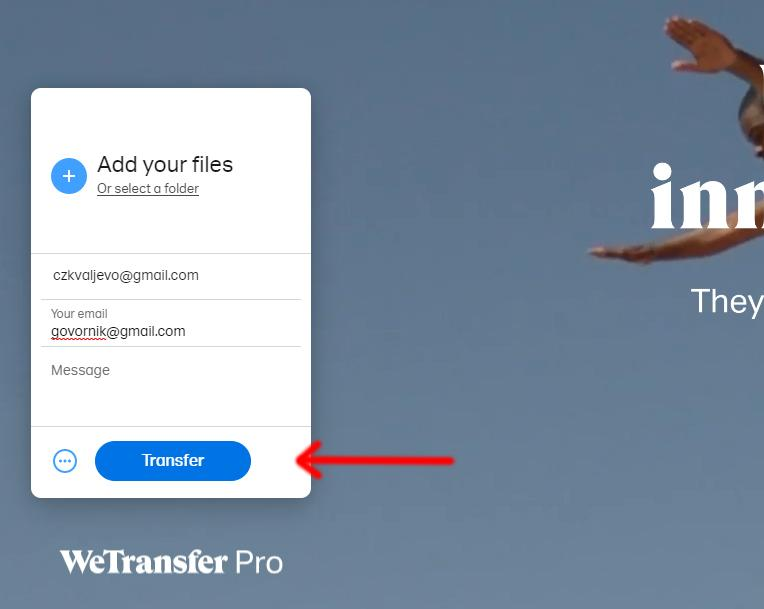 Add your files
Or select a folder
czkvaljevo@gmail.com
Your email
govornik@gmail.com
Message
Transfer
WeTransfer Pro
inn
They